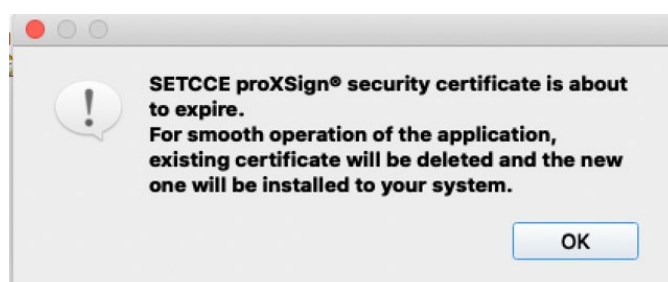 SETCCE proXSign® security certificate is about
to expire.
For smooth operation of the application,
existing certificate will be deleted and the new
one will be installed to your system.
OK